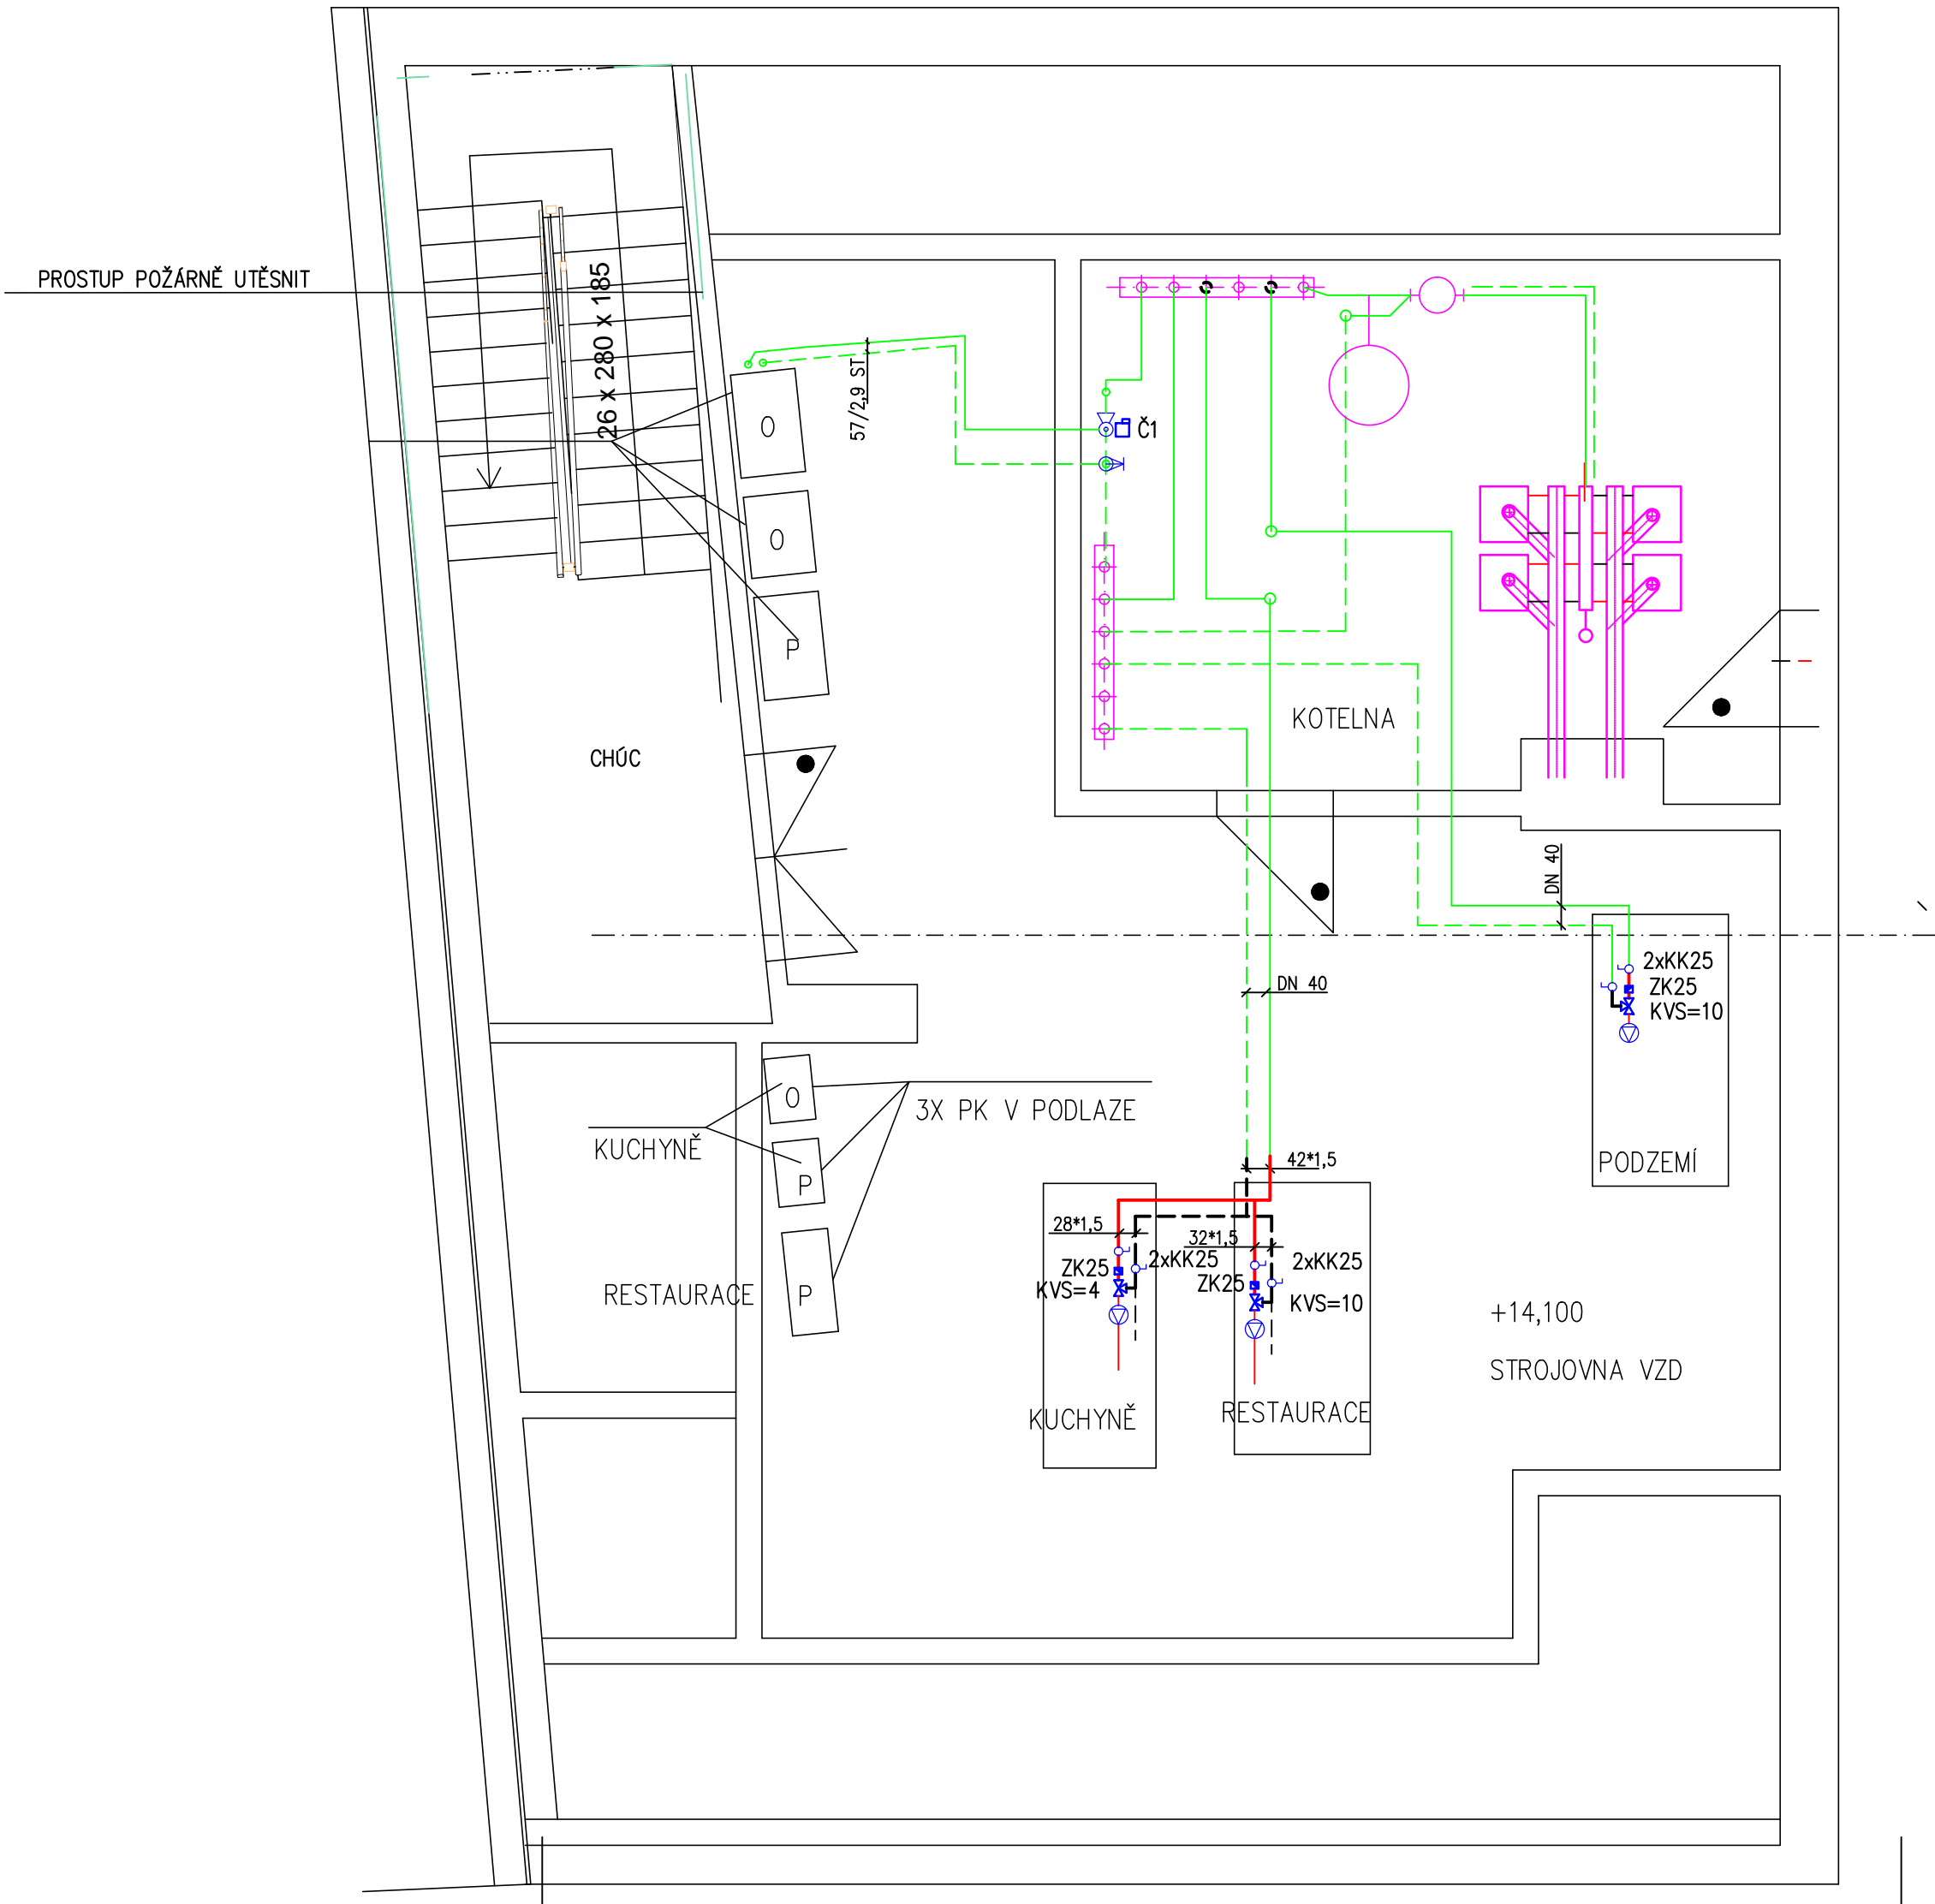 PROSTUP POŽÁRNĚ UTĚSNIT
26 x 280 x 185
57/2,9 ST.
O
Č1
O
P
KOTELNA
CHÚC
DN 40
2xKK25
ZK25
KVS=10
DN 40
O
3X PK V PODLAZE
KUCHYNĚ
P
42*1,5
PODZEMÍ
28*1,5
32*1,5
2xKK25
2xKK25
ZK25
ZK25
KVS=4
KVS=10
RESTAURACE
P
+14,100
STROJOVNA VZD
KUCHYNĚ
RESTAURACE